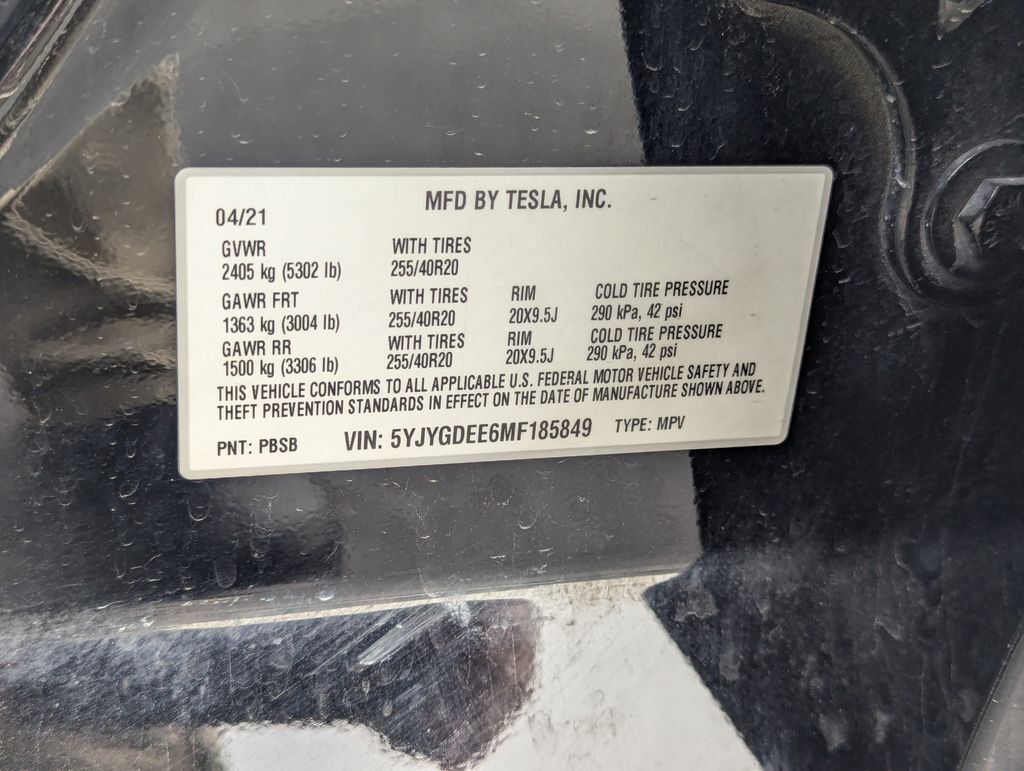 MFD BY TESLA, INC.
04/21
GVWR WITH TIRES
2405 kg (5302 lb) 255/40R20
GAWR FRT WITH TIRES RIM COLD TIRE PRESSURE
1363 kg (3004 lb) 255/40R20 20X9.5J 290 kPa, 42 psi
GAWR RR WITH TIRES RIM COLD TIRE PRESSURE
1500 kg (3306 lb) 255/40R20 20X9.5J 290 kPa, 42 psi
THIS VEHICLE CONFORMS TO ALL APPLICABLE U.S. FEDERAL MOTOR VEHICLE SAFETY AND
THEFT PREVENTION STANDARDS IN EFFECT ON THE DATE OF MANUFACTURE SHOWN ABOVE.
PNT: PBSB VIN: 5YJYGDEE6MF185849 TYPE: MPV